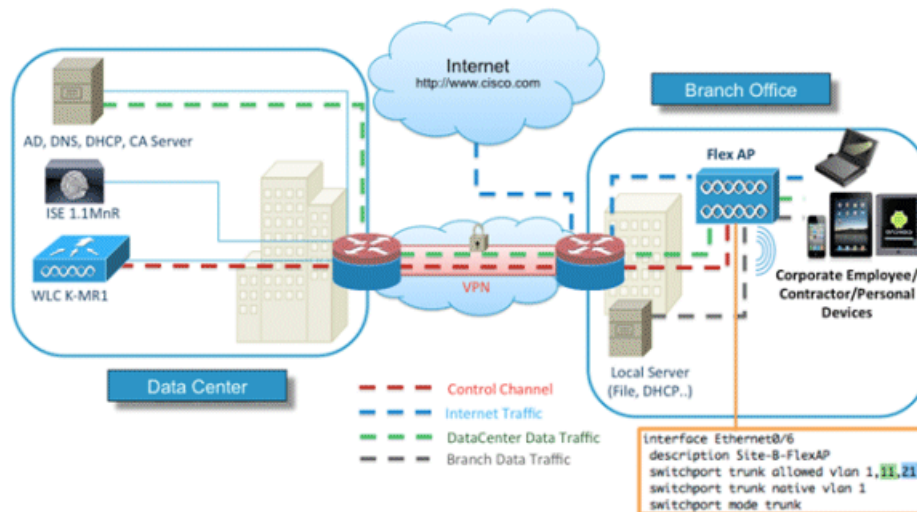 Internet
http://www.cisco.com
Branch Office
AD, DNS, DHCP, CA Server
Flex AP
ISE 1.1MnR
WLC K-MR1
VPN
Corporate Employee/
Contractor/Personal
Devices
Local Server
(File, DHCP..)
Data Center
Control Channel
Internet Traffic
DataCenter Data Traffic
Branch Data Traffic
interface Ethernet0/6
description Site-B-FlexAP
switchport trunk allowed vlan 1,11,21
switchport trunk native vlan 1
switchport mode trunk